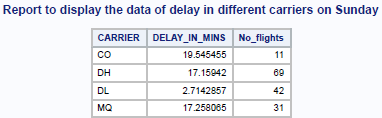 Report to display the data of delay in different carriers on Sunday
CARRIER DELAY_IN_MINS No_flights
CO 19.545455 11
DH 17.15942 69
DL 2.7142857 42
MQ 17.258065 31